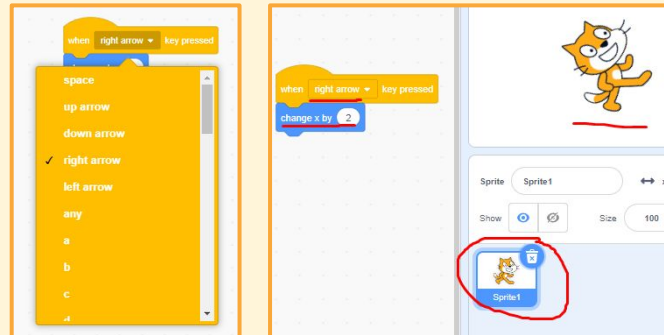 when right arrow key pressed
space
up arrow
down arrow
✓ right arrow
left arrow
any
a
b
c
when right arrow key pressed
change x by 2
Sprite Sprite1 ↔ x
Show Size 100
Sprite1